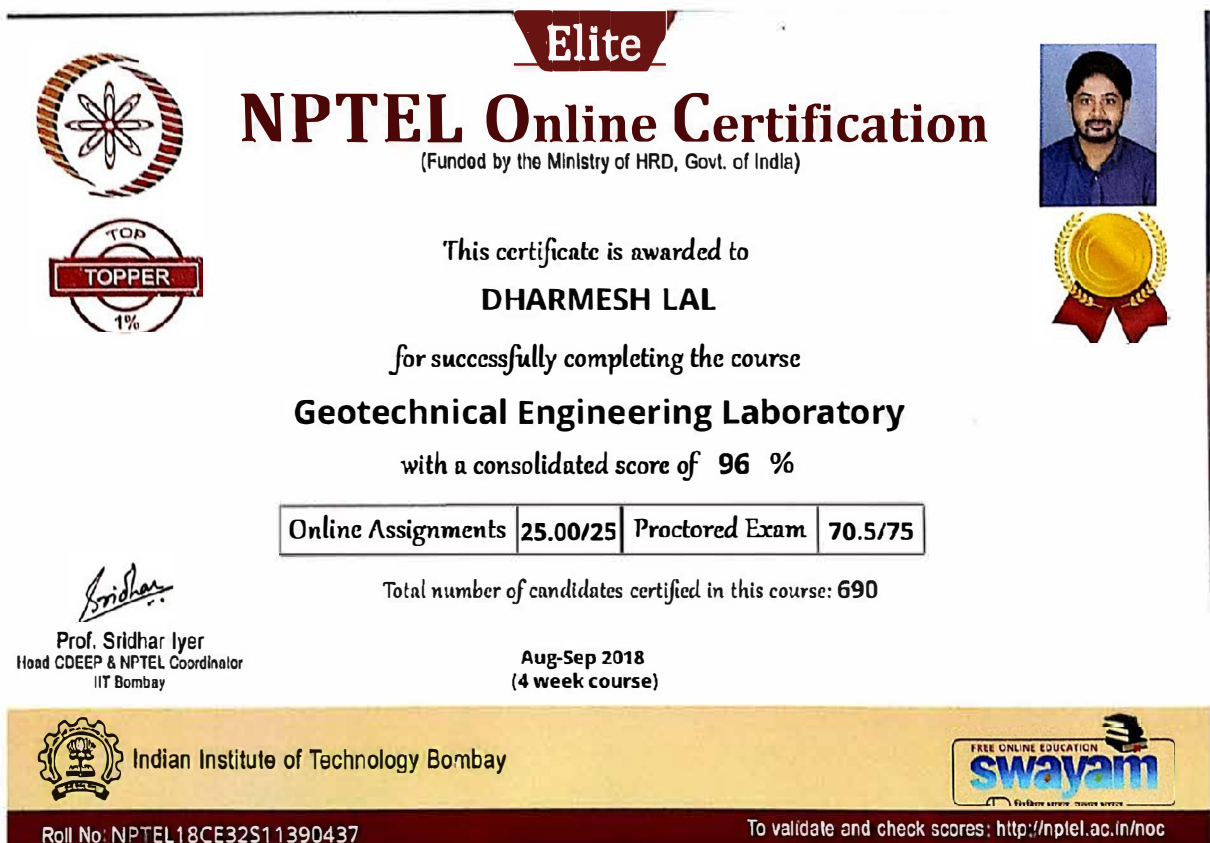 Elite
NPTEL Online Certification
(Funded by the Ministry of HRD, Govt. of India)
TOP
TOPPER
1%
This certificate is awarded to
DHARMESH LAL
for successfully completing the course
Geotechnical Engineering Laboratory
with a consolidated score of 96 %
Online Assignments 25.00/25 Proctored Exam 70.5/75
Total number of candidates certified in this course: 690
Sridhar
Prof. Sridhar Iyer
Head CDEEP & NPTEL Coordinator
IIT Bombay
Aug-Sep 2018
(4 week course)
Indian Institute of Technology Bombay
FREE ONLINE EDUCATION
swayam
Roll No: NPTEL18CE32S11390437
To validate and check scores: http://nptel.ac.in/noc